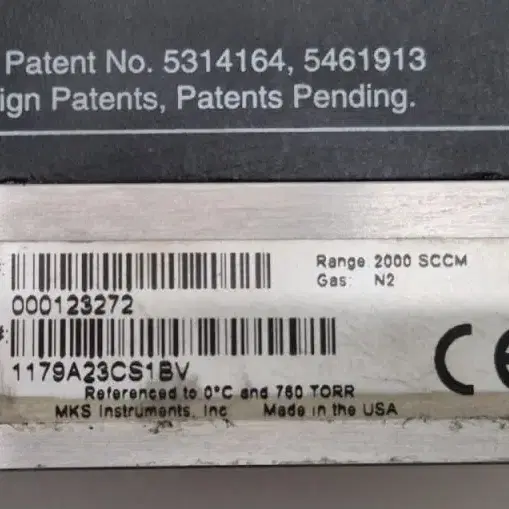 Patent No. 5314164, 5461913
ign Patents, Patents Pending.
Range 2000 SCCM
Gas: N2
000123272
1179A23CS1BV
Referenced to 0°C and 760 TORR
MKS Instruments, Inc Made in the USA
CE